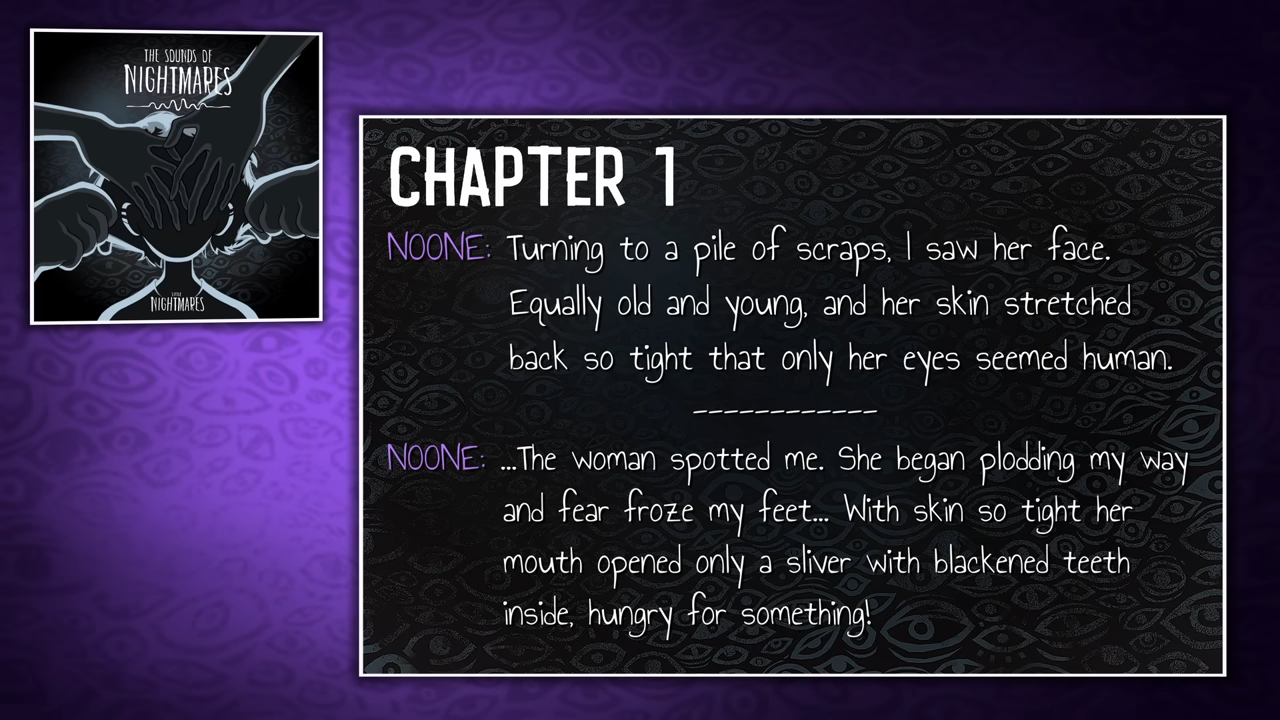 THE SOUNDS OF
NIGHTMARES
LITTLE
NIGHTMARES
CHAPTER 1
NOONE: Turning to a pile of scraps, I saw her face.
Equally old and young, and her skin stretched
back so tight that only her eyes seemed human.
------------
NOONE: ...The woman spotted me. She began plodding my way
and fear froze my feet... With skin so tight her
mouth opened only a sliver with blackened teeth
inside, hungry for something!